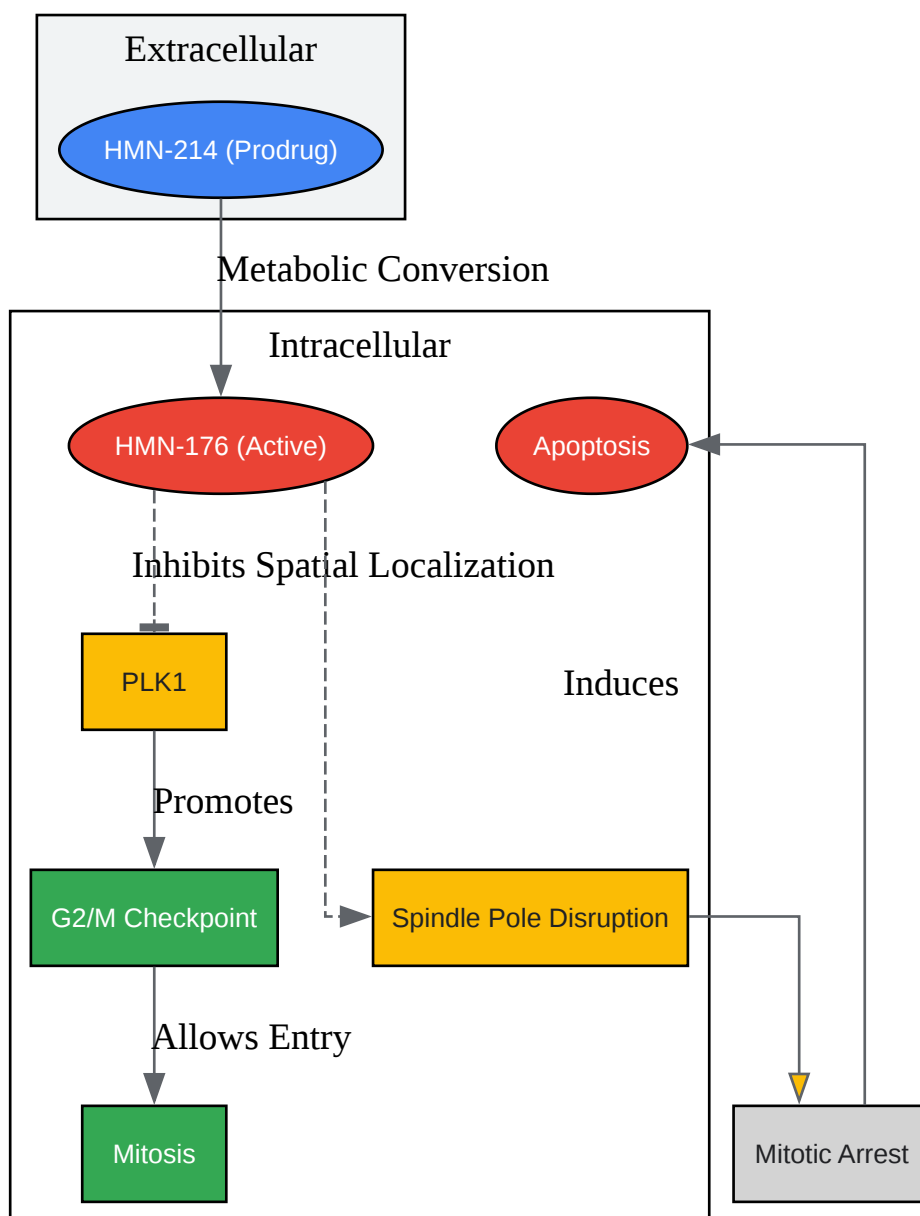 Extracellular
HMN-214 (Prodrug)
Metabolic Conversion
Intracellular
HMN-176 (Active)
Apoptosis
Inhibits Spatial Localization
PLK1
Induces
Promotes
G2/M Checkpoint
Spindle Pole Disruption
Allows Entry
Mitosis
Mitotic Arrest